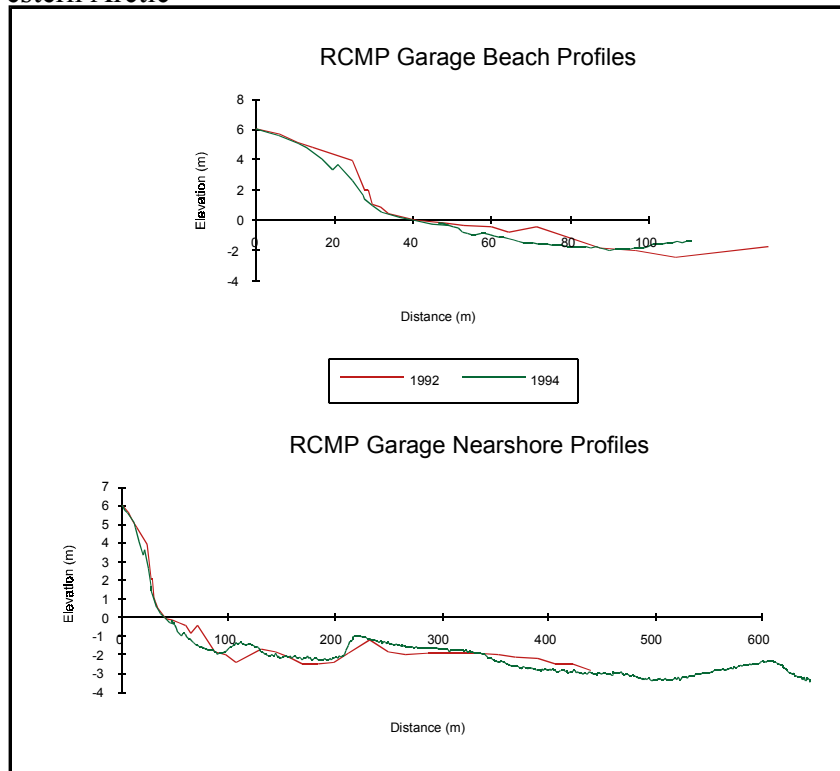 estern Arctic
RCMP Garage Beach Profiles
8
6
4
2
0
-2
-4
0 20 40 60 80 100
Elevation (m)
Distance (m)
1992 1994
RCMP Garage Nearshore Profiles
7
6
5
4
3
2
1
0
-1
-2
-3
-4
0 100 200 300 400 500 600
Elevation (m)
Distance (m)